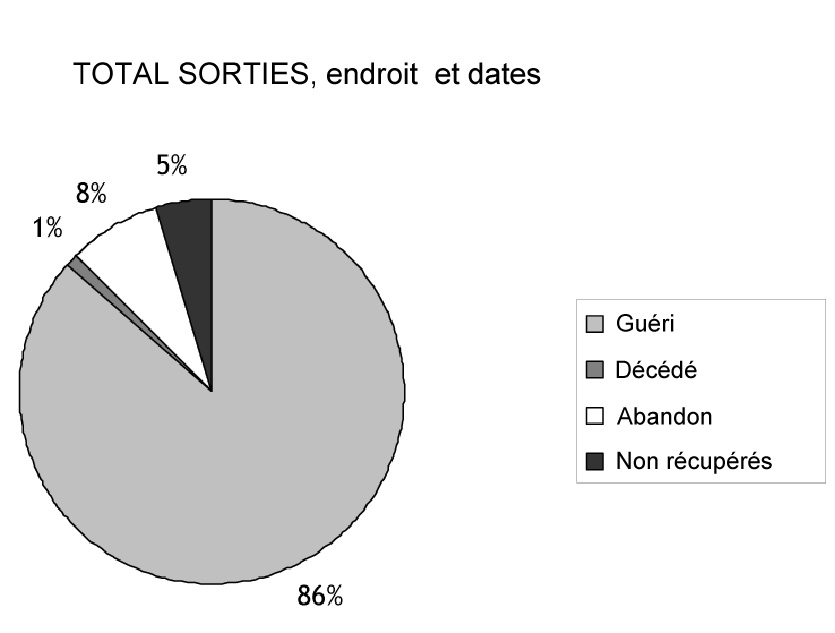 TOTAL SORTIES, endroit  et dates
5%
8%
1%
Guéri
Décédé
Abandon
Non récupérés
86%